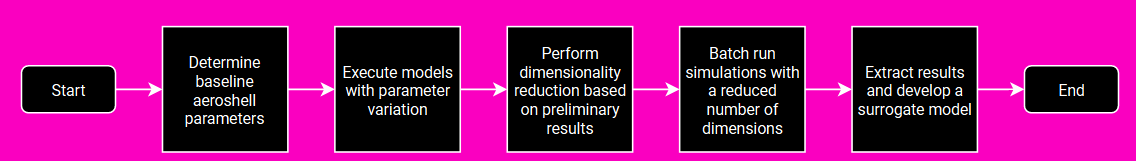 Start
Determine
baseline
aeroshell
parameters
Execute models
with parameter
variation
Perform
dimensionality
reduction based
on preliminary
results
Batch run
simulations with
a reduced
number of
dimensions
Extract results
and develop a
surrogate model
End